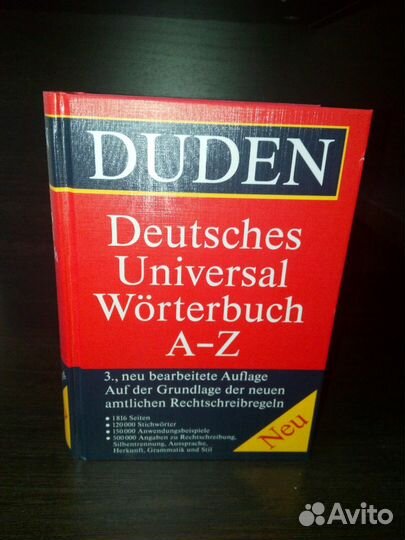 DUDEN
Deutsches
Universal
Wörterbuch
A–Z
3., neu bearbeitete Auflage
Auf der Grundlage der neuen
amtlichen Rechtschreibregeln
• 1816 Seiten
• 120000 Stichwörter
• 150000 Anwendungsbeispiele
• 500000 Angaben zu Rechtschreibung,
Silbentrennung, Aussprache,
Herkunft, Grammatik und Stil
Neu
Avito